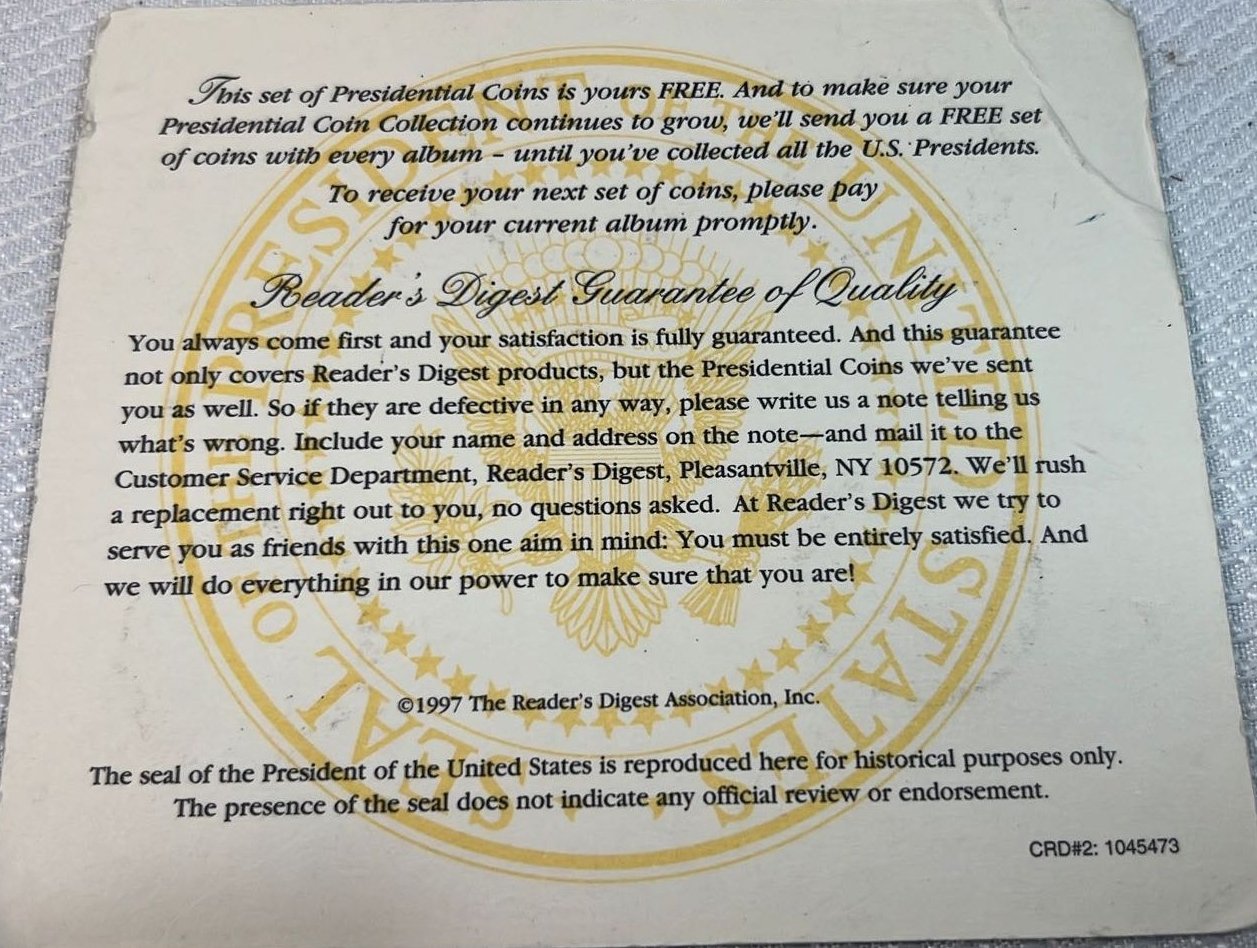 This set of Presidential Coins is yours FREE. And to make sure your
Presidential Coin Collection continues to grow, we'll send you a FREE set
of coins with every album – until you've collected all the U.S. Presidents.
To receive your next set of coins, please pay
for your current album promptly.
Reader's Digest Guarantee of Quality
You always come first and your satisfaction is fully guaranteed. And this guarantee
not only covers Reader's Digest products, but the Presidential Coins we've sent
you as well. So if they are defective in any way, please write us a note telling us
what's wrong. Include your name and address on the note—and mail it to the
Customer Service Department, Reader's Digest, Pleasantville, NY 10572. We'll rush
a replacement right out to you, no questions asked. At Reader's Digest we try to
serve you as friends with this one aim in mind: You must be entirely satisfied. And
we will do everything in our power to make sure that you are!
©1997 The Reader's Digest Association, Inc.
The seal of the President of the United States is reproduced here for historical purposes only.
The presence of the seal does not indicate any official review or endorsement.
CRD#2: 1045473
SEAL OF THE PRESIDENT OF THE UNITED STATES